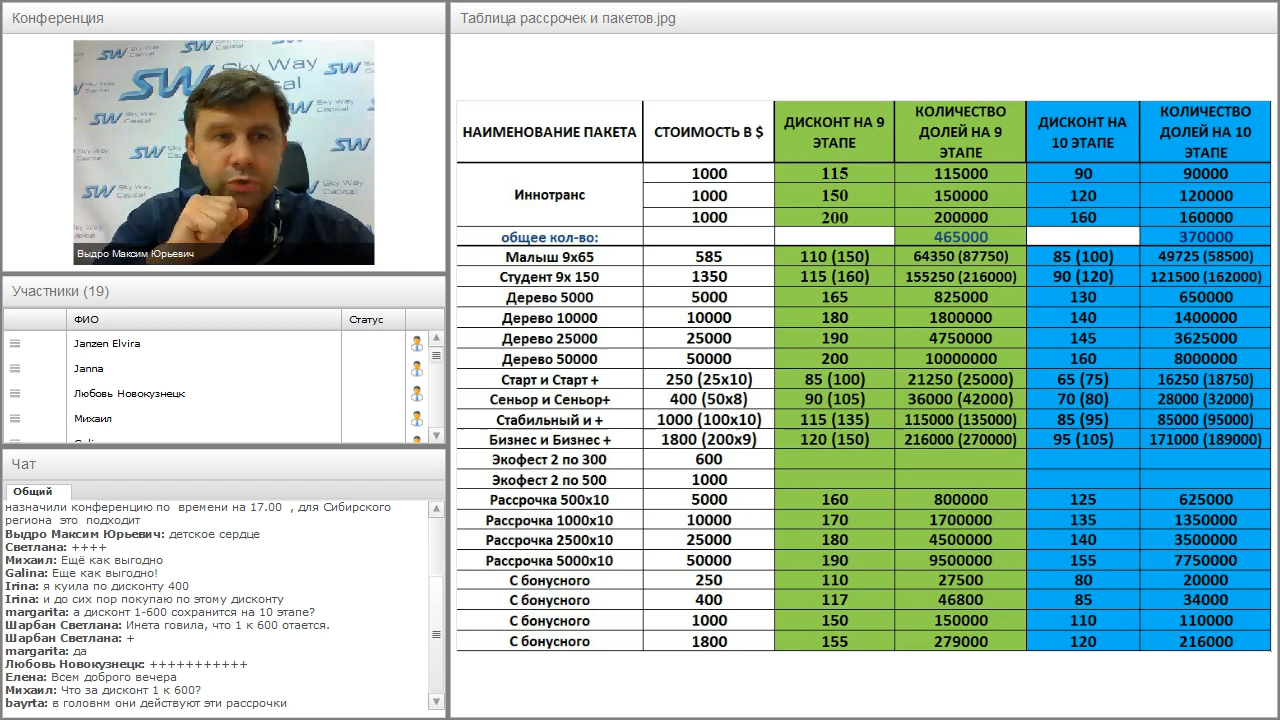 Конференция
SW Sky Way Capital
Выдро Максим Юрьевич
Участники (19)
ФИО Статус
Janzen Elvira
Janna
Любовь Новокузнецк
Михаил
Чат
Общий
назначили конференцию по времени на 17.00 , для Сибирского
региона это подходит
Выдро Максим Юрьевич: детское сердце
Светлана: ++++
Михаил: Ещё как выгодно
Galina: Еще как выгодно!
Irina: я куила по дисконту 400
Irina: и до сих пор покупаю по этому дисконту
margarita: а дисконт 1-600 сохранится на 10 этапе?
Шарбан Светлана: Инета говила, что 1 к 600 отается.
Шарбан Светлана: +
margarita: да
Любовь Новокузнецк: +++++++++++
Елена: Всем доброго вечера
Михаил: Что за дисконт 1 к 600?
bayrta: в головнм они действуют эти рассрочки
Таблица рассрочек и пакетов.jpg
НАИМЕНОВАНИЕ ПАКЕТА СТОИМОСТЬ В $ ДИСКОНТ НА 9 ЭТАПЕ КОЛИЧЕСТВО ДОЛЕЙ НА 9 ЭТАПЕ ДИСКОНТ НА 10 ЭТАПЕ КОЛИЧЕСТВО ДОЛЕЙ НА 10 ЭТАПЕ
Иннотранс
1000 115 115000 90 90000
1000 150 150000 120 120000
1000 200 200000 160 160000
общее кол-во: 465000 370000
Малыш 9х65 585 110 (150) 64350 (87750) 85 (100) 49725 (58500)
Студент 9х 150 1350 115 (160) 155250 (216000) 90 (120) 121500 (162000)
Дерево 5000 5000 165 825000 130 650000
Дерево 10000 10000 180 1800000 140 1400000
Дерево 25000 25000 190 4750000 145 3625000
Дерево 50000 50000 200 10000000 160 8000000
Старт и Старт + 250 (25х10) 85 (100) 21250 (25000) 65 (75) 16250 (18750)
Сеньор и Сеньор+ 400 (50х8) 90 (105) 36000 (42000) 70 (80) 28000 (32000)
Стабильный и + 1000 (100х10) 115 (135) 115000 (135000) 85 (95) 85000 (95000)
Бизнес и Бизнес + 1800 (200х9) 120 (150) 216000 (270000) 95 (105) 171000 (189000)
Экофест 2 по 300 600
Экофест 2 по 500 1000
Рассрочка 500х10 5000 160 800000 125 625000
Рассрочка 1000х10 10000 170 1700000 135 1350000
Рассрочка 2500х10 25000 180 4500000 140 3500000
Рассрочка 5000х10 50000 190 9500000 155 7750000
С бонусного 250 110 27500 80 20000
С бонусного 400 117 46800 85 34000
С бонусного 1000 150 150000 110 110000
С бонусного 1800 155 279000 120 216000